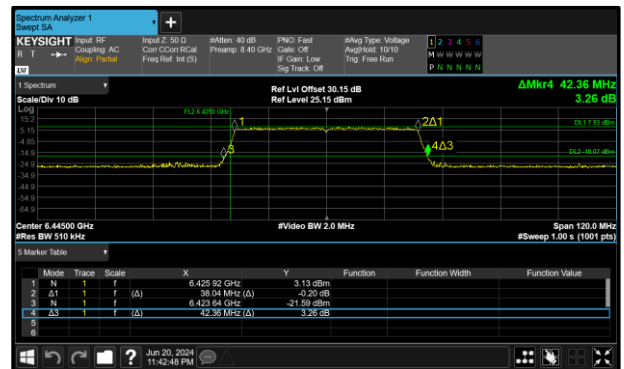 Spectrum Analyzer 1
Swept SA
+
KEYSIGHT Input: RF Input Z: 50 Ω #Atten: 40 dB PNO: Fast #Avg Type: Voltage 1 2 3 4 5 6
R T Coupling: AC Corr CCorr RCal Preamp: 8.40 GHz Gate: Off Avg|Hold: 10/10 M W W W W W
Align: Partial Freq Ref: Int (S) IF Gain: Low Trig: Free Run P N N N N N
Sig Track: Off
1 Spectrum ΔMkr4 42.36 MHz
Ref Lvl Offset 30.15 dB
Scale/Div 10 dB Ref Level 25.15 dBm 3.26 dB
Log
15.2 FL2 6.4250 GHz 1 2Δ1 DL1 7.93 dBm
5.15
-4.85
-14.9 3 4Δ3 DL2 -18.07 dBm
-24.9
-34.9
-44.9
-54.9
-64.9
Center 6.44500 GHz #Video BW 2.0 MHz Span 120.0 MHz
#Res BW 510 kHz #Sweep 1.00 s (1001 pts)
5 Marker Table
Mode Trace Scale X Y Function Function Width Function Value
1 N 1 f 6.425 92 GHz 3.13 dBm
2 Δ1 1 f (Δ) 38.04 MHz (Δ) -0.20 dB
3 N 1 f 6.423 64 GHz -21.59 dBm
4 Δ3 1 f (Δ) 42.36 MHz (Δ) 3.26 dB
5
6
? Jun 20, 2024
11:42:48 PM